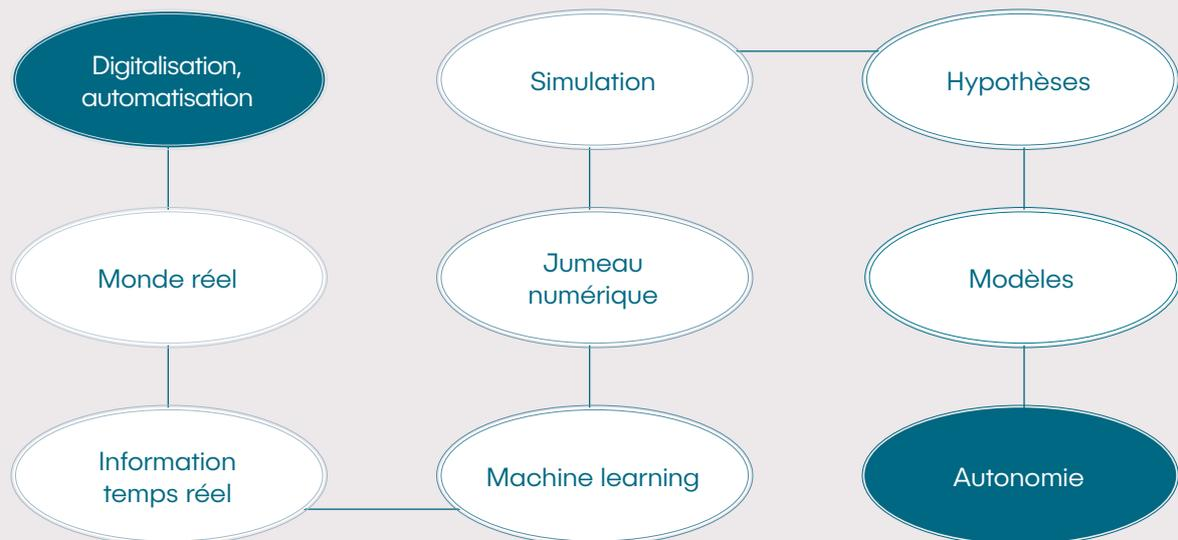 Digitalisation,
automatisation
Simulation
Hypothèses
Monde réel
Jumeau
numérique
Modèles
Information
temps réel
Machine learning
Autonomie